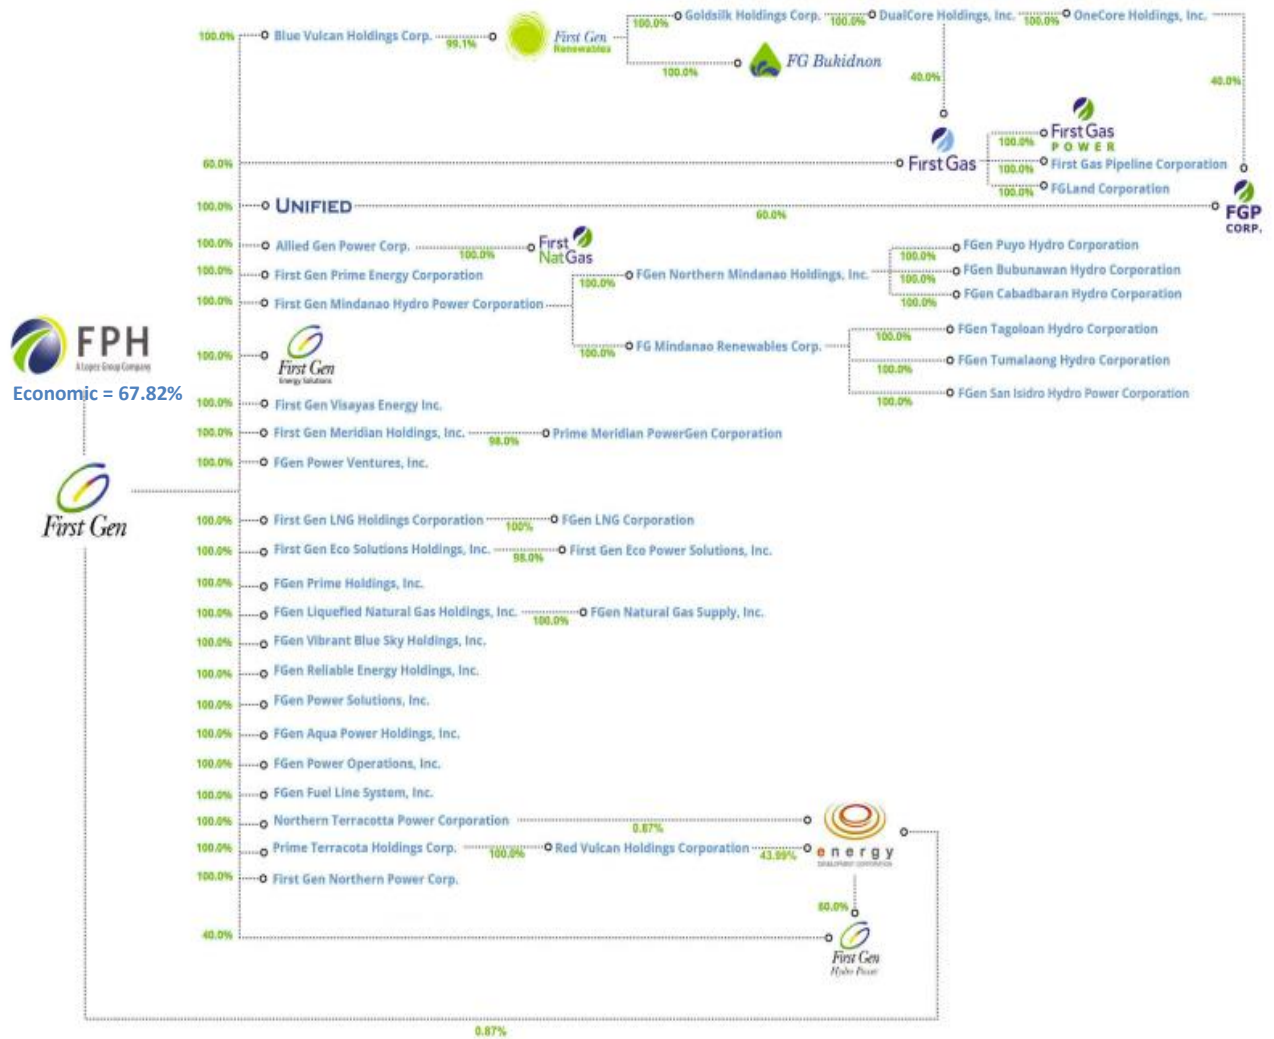 100.0% Blue Vulcan Holdings Corp. 99.1% First Gen Renewables 100.0% Goldsilk Holdings Corp. 100.0% DualCore Holdings, Inc. 100.0% OneCore Holdings, Inc.
100.0% FG Bukidnon
40.0%
40.0%
60.0% First Gas
100.0% First Gas POWER
100.0% First Gas Pipeline Corporation
100.0% FGLand Corporation
100.0% UNIFIED 60.0% FGP CORP.
100.0% Allied Gen Power Corp. 100.0% First NatGas
100.0% First Gen Prime Energy Corporation
100.0% First Gen Mindanao Hydro Power Corporation
100.0% FGen Northern Mindanao Holdings, Inc.
100.0% FGen Puyo Hydro Corporation
100.0% FGen Bubunawan Hydro Corporation
100.0% FGen Cabadbaran Hydro Corporation
100.0% FG Mindanao Renewables Corp.
100.0% FGen Tagoloan Hydro Corporation
100.0% FGen Tumalaong Hydro Corporation
100.0% FGen San Isidro Hydro Power Corporation
FPH
A Lopez Group Company
Economic = 67.82%
100.0% First Gen Energy Solutions
100.0% First Gen Visayas Energy Inc.
100.0% First Gen Meridian Holdings, Inc. 98.0% Prime Meridian PowerGen Corporation
100.0% FGen Power Ventures, Inc.
First Gen
100.0% First Gen LNG Holdings Corporation 100% FGen LNG Corporation
100.0% First Gen Eco Solutions Holdings, Inc. 98.0% First Gen Eco Power Solutions, Inc.
100.0% FGen Prime Holdings, Inc.
100.0% FGen Liquefied Natural Gas Holdings, Inc. 100.0% FGen Natural Gas Supply, Inc.
100.0% FGen Vibrant Blue Sky Holdings, Inc.
100.0% FGen Reliable Energy Holdings, Inc.
100.0% FGen Power Solutions, Inc.
100.0% FGen Aqua Power Holdings, Inc.
100.0% FGen Power Operations, Inc.
100.0% FGen Fuel Line System, Inc.
100.0% Northern Terracotta Power Corporation 0.87%
100.0% Prime Terracota Holdings Corp. 100.0% Red Vulcan Holdings Corporation 43.99% energy
DEVELOPMENT CORPORATION
100.0% First Gen Northern Power Corp.
60.0%
40.0% First Gen
Hydro Power
0.87%